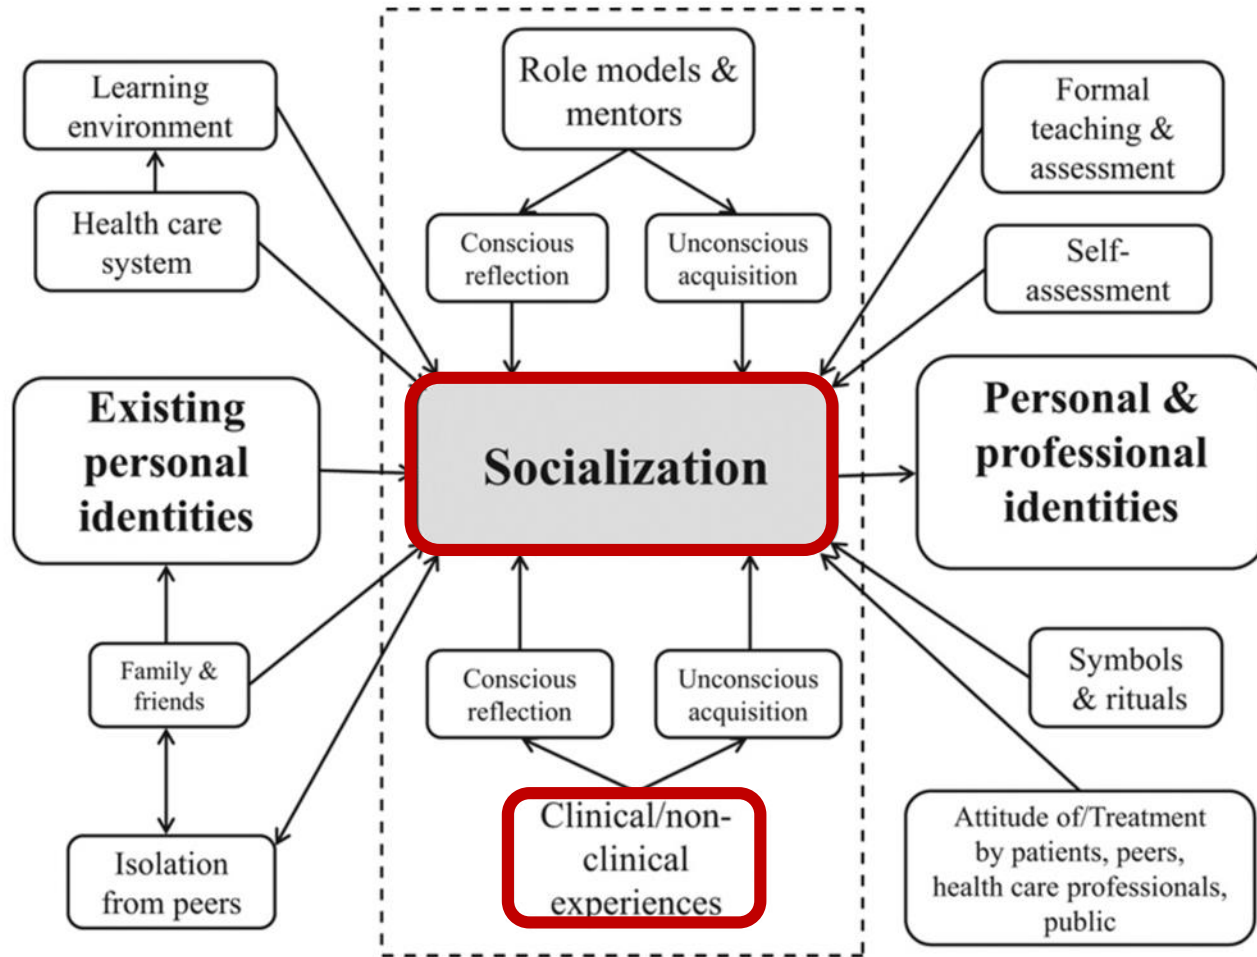 Learning
environment
Health care
system
Existing
personal
identities
Family &
friends
Isolation
from peers
Role models &
mentors
Conscious
reflection
Unconscious
acquisition
Socialization
Conscious
reflection
Unconscious
acquisition
Clinical/non-
clinical
experiences
Formal
teaching &
assessment
Self-
assessment
Personal &
professional
identities
Symbols
& rituals
Attitude of/Treatment
by patients, peers,
health care professionals,
public